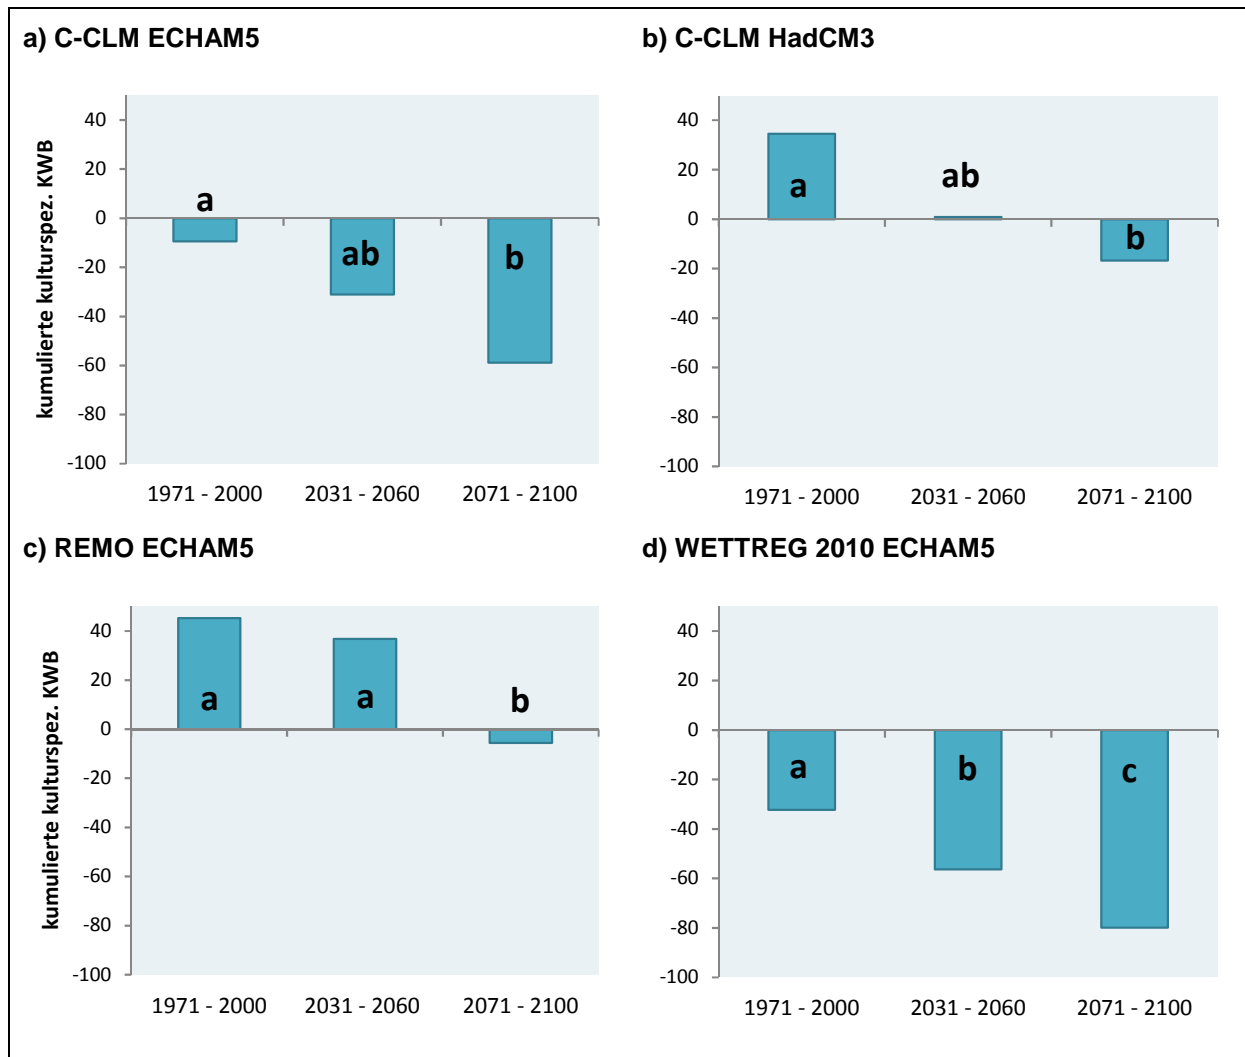 a) C-CLM ECHAM5
b) C-CLM HadCM3
kumulierte kulturspez. KWB
40
20
0
-20
-40
-60
-80
-100
a
ab
b
1971 - 2000
2031 - 2060
2071 - 2100
40
20
0
-20
-40
-60
-80
-100
a
ab
b
1971 - 2000
2031 - 2060
2071 - 2100
c) REMO ECHAM5
d) WETTREG 2010 ECHAM5
kumulierte kulturspez. KWB
40
20
0
-20
-40
-60
-80
-100
a
a
b
1971 - 2000
2031 - 2060
2071 - 2100
40
20
0
-20
-40
-60
-80
-100
a
b
c
1971 - 2000
2031 - 2060
2071 - 2100